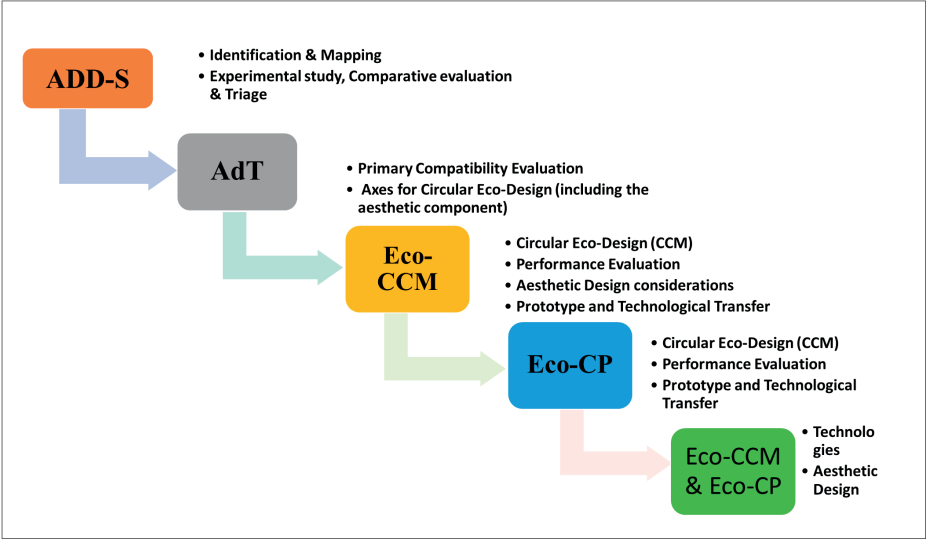 ADD-S
• Identification & Mapping
• Experimental study, Comparative evaluation
& Triage
AdT
• Primary Compatibility Evaluation
• Axes for Circular Eco-Design (including the
aesthetic component)
Eco-
CCM
• Circular Eco-Design (CCM)
• Performance Evaluation
• Aesthetic Design considerations
• Prototype and Technological Transfer
Eco-CP
• Circular Eco-Design (CCM)
• Performance Evaluation
• Prototype and Technological
Transfer
Eco-CCM
& Eco-CP
• Technolo
gies
• Aesthetic
Design